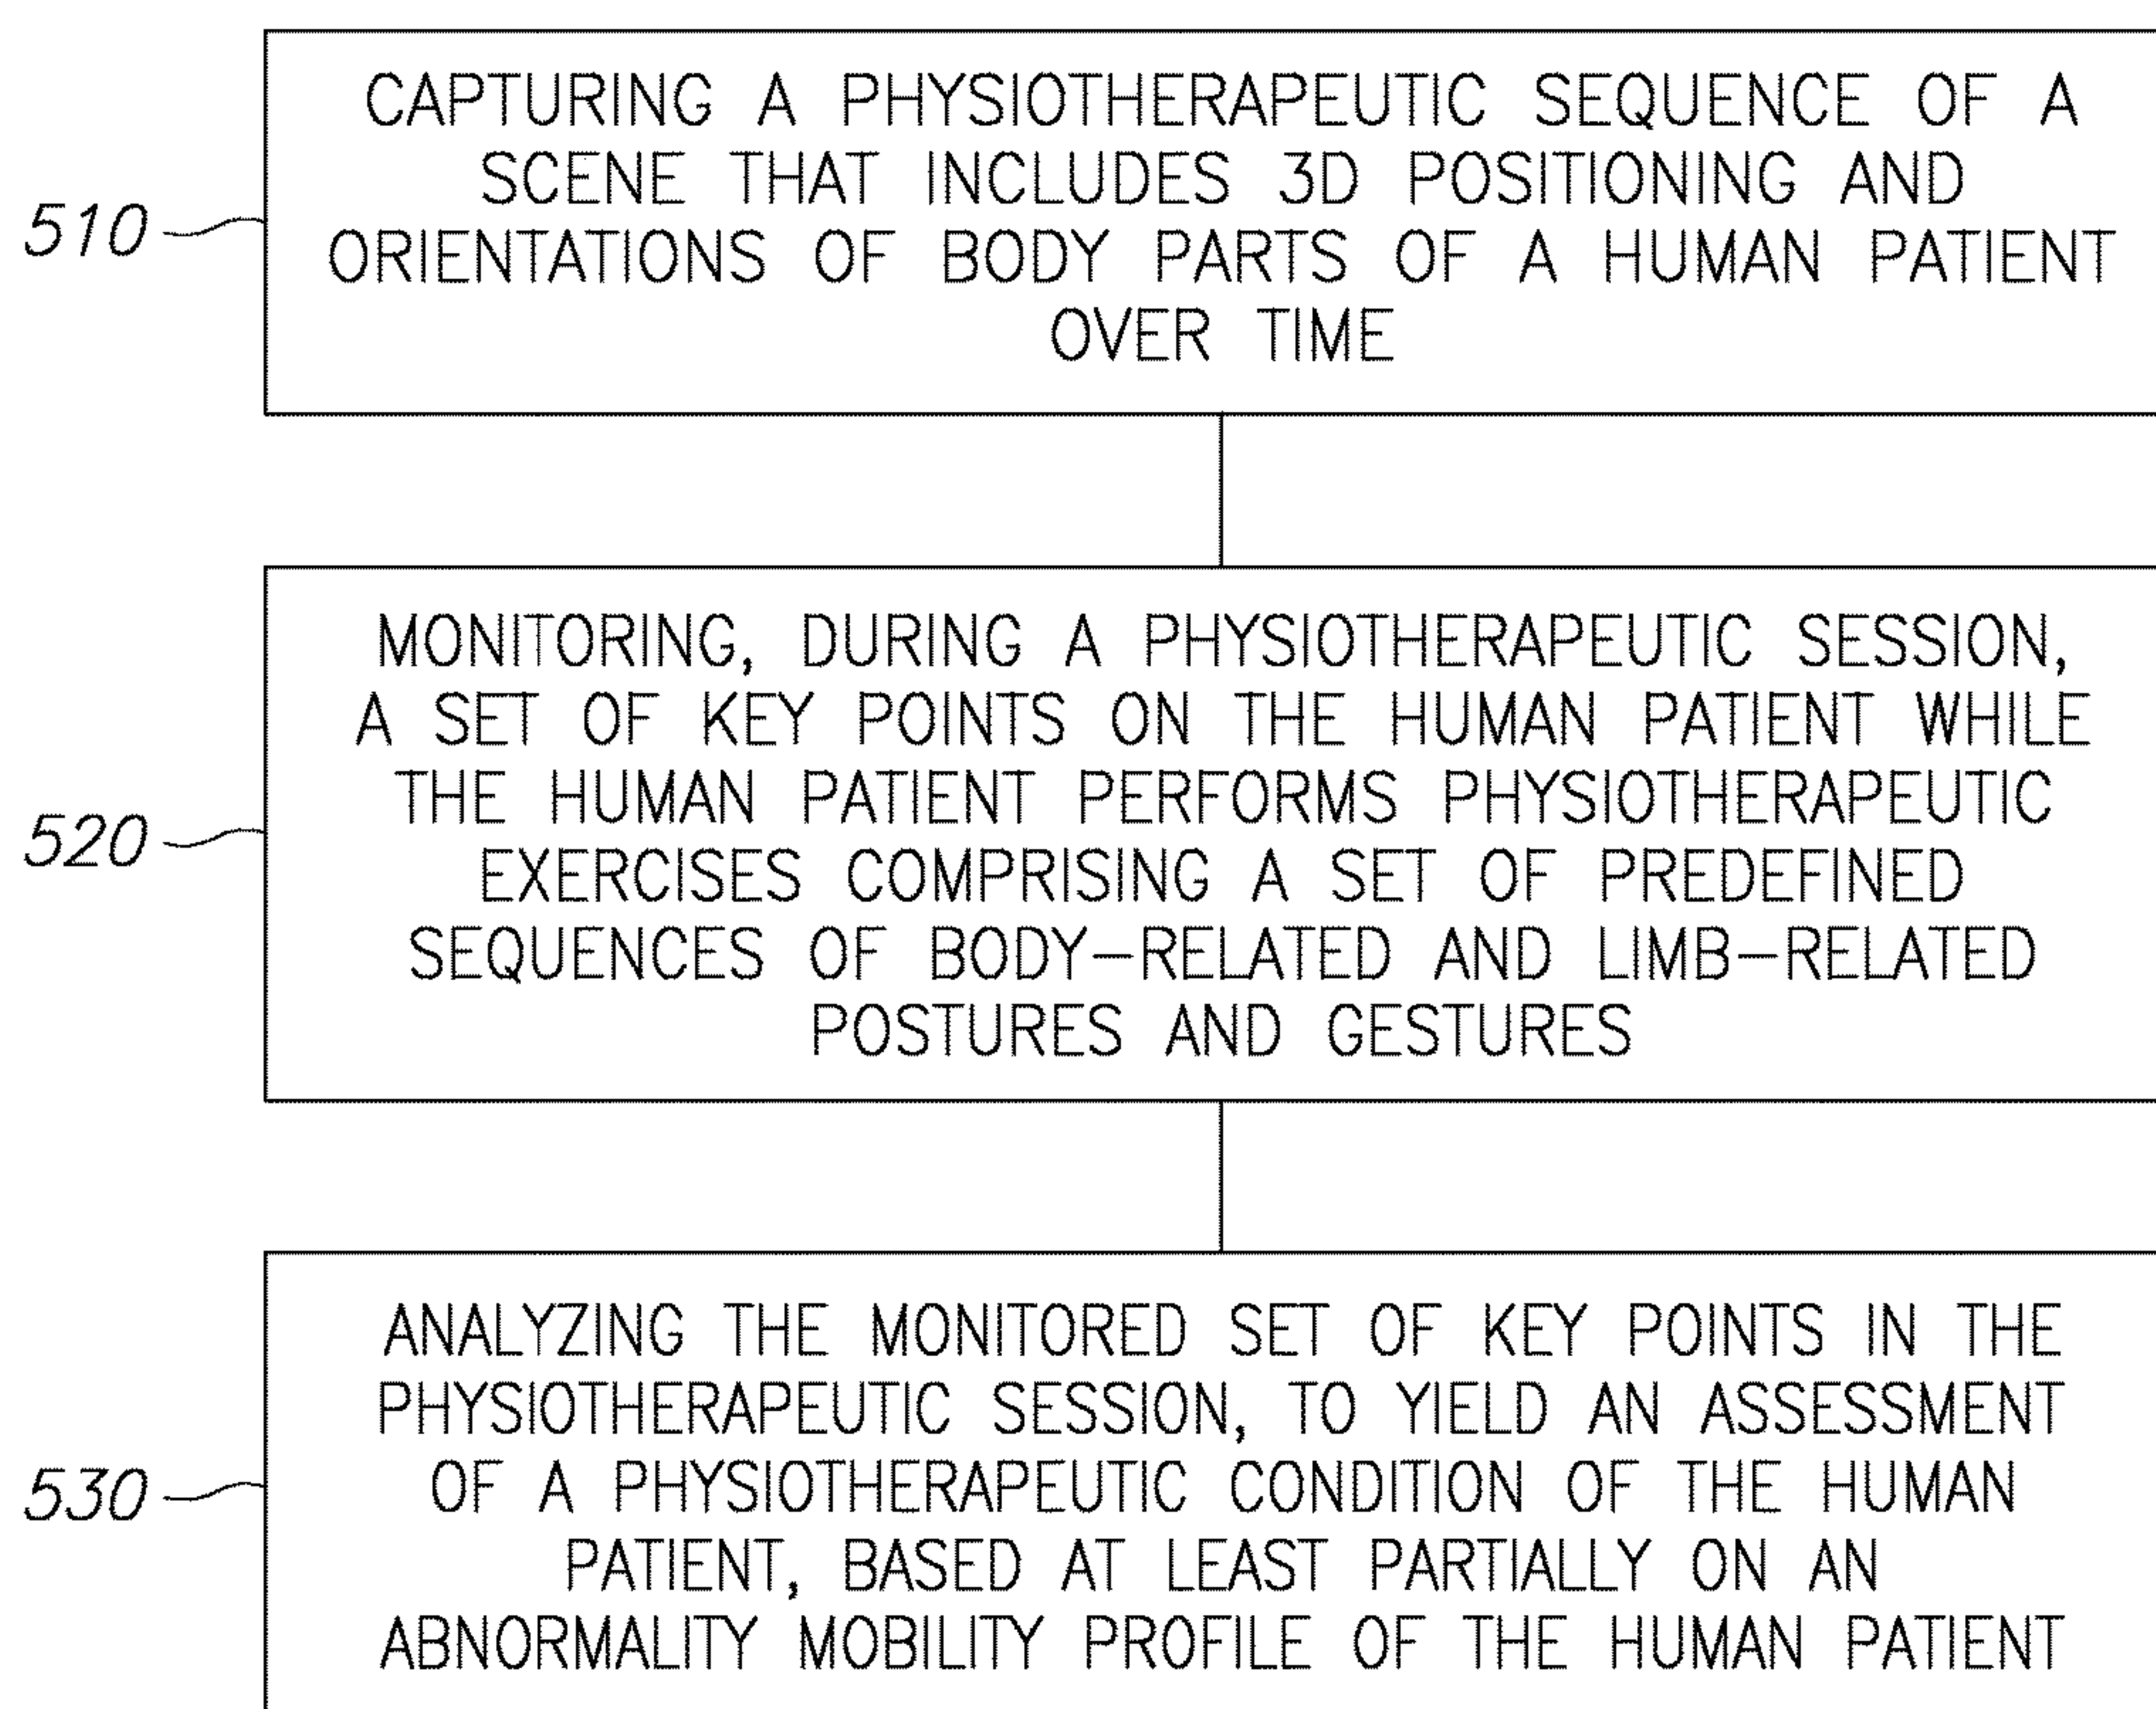 CAPTURING A PHYSIOTHERAPEUTIC SEQUENCE OF A
SCENE THAT INCLUDES 3D POSITIONING AND
510
ORIENTATIONS OF BODY PARTS OF A HUMAN PATIENT
OVER TIME
MONITORING, DURING A PHYSIOTHERAPEUTIC SESSION,
A SET OF KEY POINTS ON THE HUMAN PATIENT WHILE
THE HUMAN PATIENT PERFORMS PHYSIOTHERAPEUTIC
520
EXERCISES COMPRISING A SET OF PREDEFINED
SEQUENCES OF BODY-RELATED AND LIMB-RELATED
POSTURES AND GESTURES
ANALYZING THE MONITORED SET OF KEY POINTS IN THE
PHYSIOTHERAPEUTIC SESSION, TO YIELD AN ASSESSMENT
530
OF A PHYSIOTHERAPEUTIC CONDITION OF THE HUMAN
PATIENT, BASED AT LEAST PARTIALLY ON AN
ABNORMALITY MOBILITY PROFILE OF THE HUMAN PATIENT